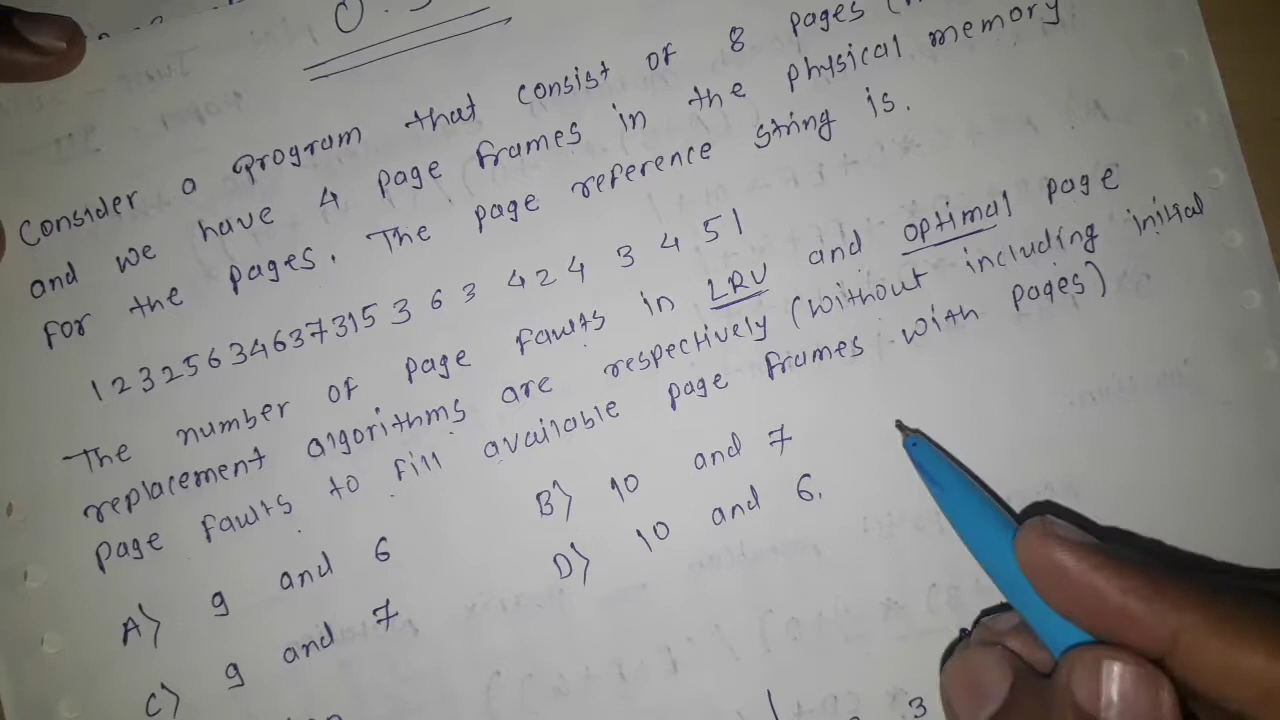 O.S
Consider a program that consist of 8 pages
and we have 4 page frames in the physical memory
for the pages. The page reference string is.
1 2 3 2 5 6 3 4 6 3 7 3 1 5 3 6 3 4 2 4 3 4 5 1
The number of page faults in LRU and optimal page
replacement algorithms are respectively (without including initial
page faults to fill available page frames with pages)
A) 9 and 6
B) 10 and 7
C) 9 and 7
D) 10 and 6.
3